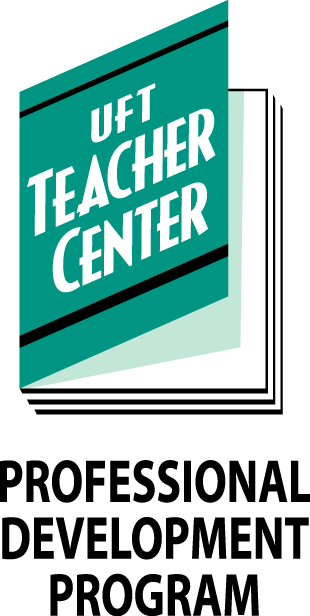 UFT
TEACHER
CENTER
PROFESSIONAL
DEVELOPMENT
PROGRAM